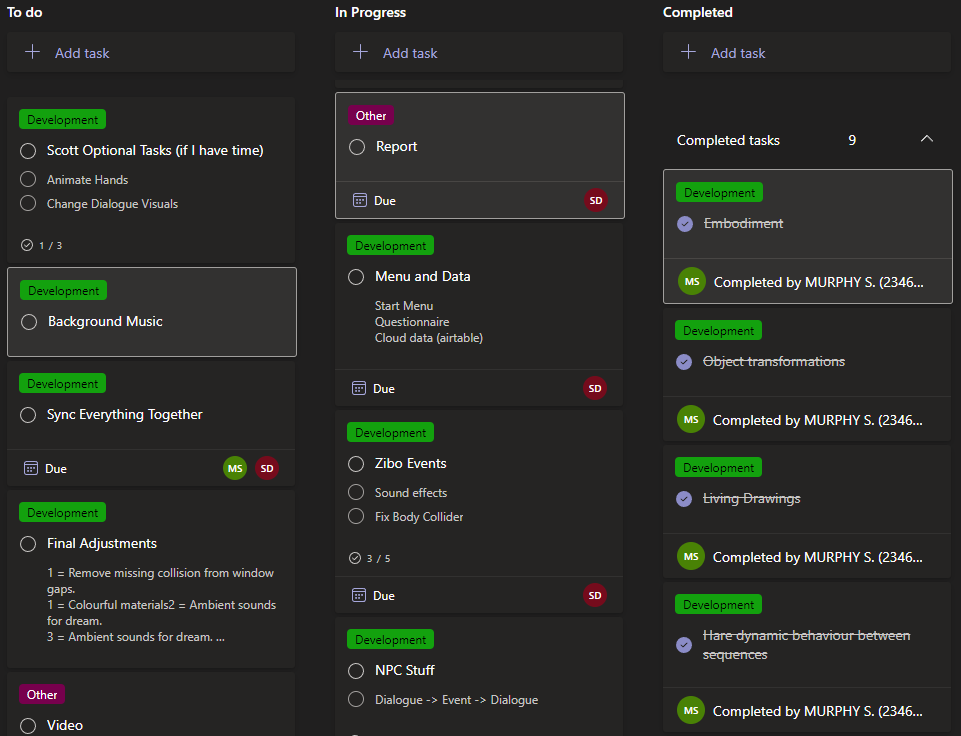 To do
Add task
Development
Scott Optional Tasks (if I have time)
Animate Hands
Change Dialogue Visuals
1 / 3
Development
Background Music
Development
Sync Everything Together
Due
MS
SD
Development
Final Adjustments
1 = Remove missing collision from window
gaps.
1 = Colourful materials2 = Ambient sounds
for dream.
3 = Ambient sounds for dream. ...
Other
Video
In Progress
Add task
Other
Report
Due
SD
Development
Menu and Data
Start Menu
Questionnaire
Cloud data (airtable)
Due
SD
Development
Zibo Events
Sound effects
Fix Body Collider
3 / 5
Due
SD
Development
NPC Stuff
Dialogue -> Event -> Dialogue
Completed
Add task
Completed tasks 9
Development
Embodiment
MS
Completed by MURPHY S. (2346...
Development
Object transformations
MS
Completed by MURPHY S. (2346...
Development
Living Drawings
MS
Completed by MURPHY S. (2346...
Development
Hare dynamic behaviour between
sequences
MS
Completed by MURPHY S. (2346...